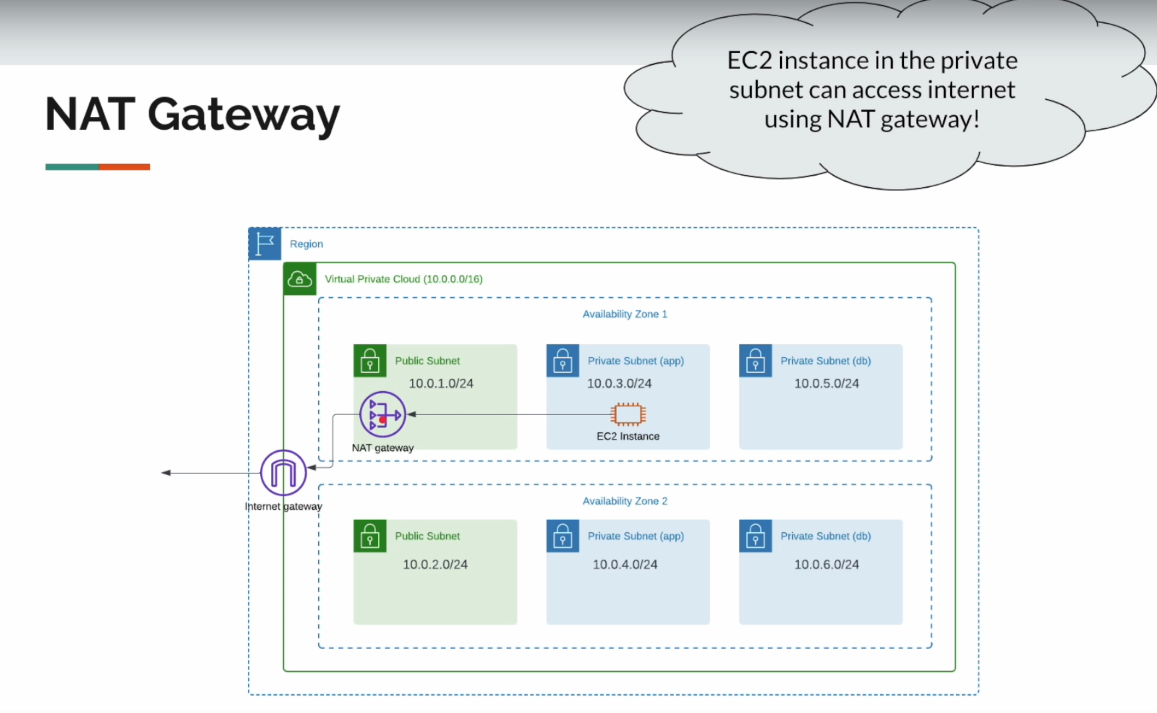 NAT Gateway
EC2 instance in the private
subnet can access internet
using NAT gateway!
Region
Virtual Private Cloud (10.0.0.0/16)
Availability Zone 1
Public Subnet
10.0.1.0/24
NAT gateway
Private Subnet (app)
10.0.3.0/24
EC2 Instance
Private Subnet (db)
10.0.5.0/24
Internet gateway
Availability Zone 2
Public Subnet
10.0.2.0/24
Private Subnet (app)
10.0.4.0/24
Private Subnet (db)
10.0.6.0/24